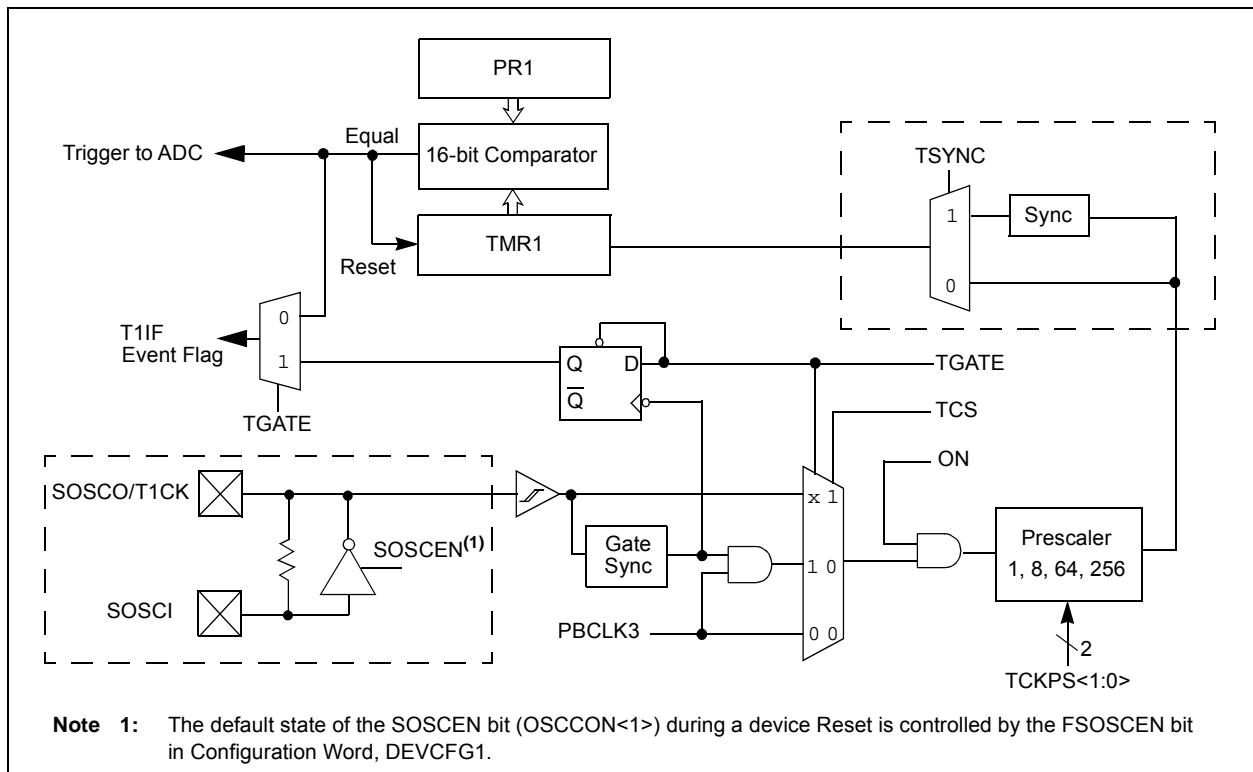 PR1
Equal
Trigger to ADC
16-bit Comparator
TSYNC
1
Sync
TMR1
Reset
0
0
T1IF
Event Flag
1
Q
D
TGATE
Q
TGATE
TCS
ON
SOSCO/T1CK
x 1
SOSCEN(1)
Gate
Sync
1 0
Prescaler
1, 8, 64, 256
SOSCI
PBCLK3
0 0
2
TCKPS<1:0>
Note 1: The default state of the SOSCEN bit (OSCCON<1>) during a device Reset is controlled by the FSOSCEN bit
in Configuration Word, DEVCFG1.